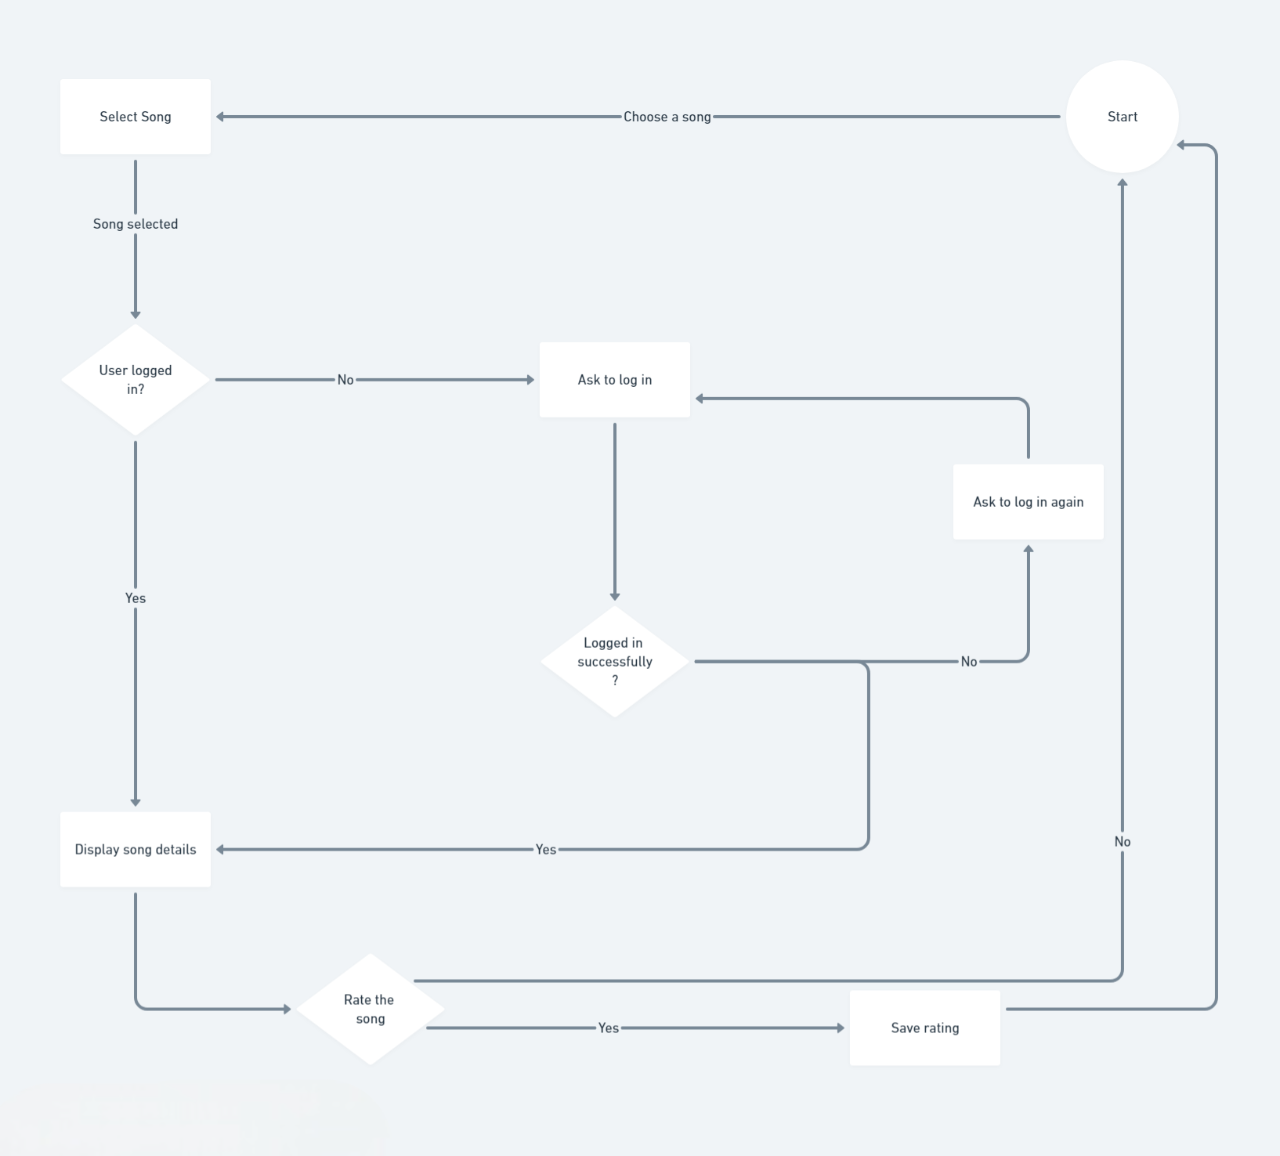 Select Song
Choose a song
Start
Song selected
User logged
in?
No
Ask to log in
Ask to log in again
Yes
Logged in
successfully
?
No
No
Display song details
Yes
Rate the
song
Yes
Save rating